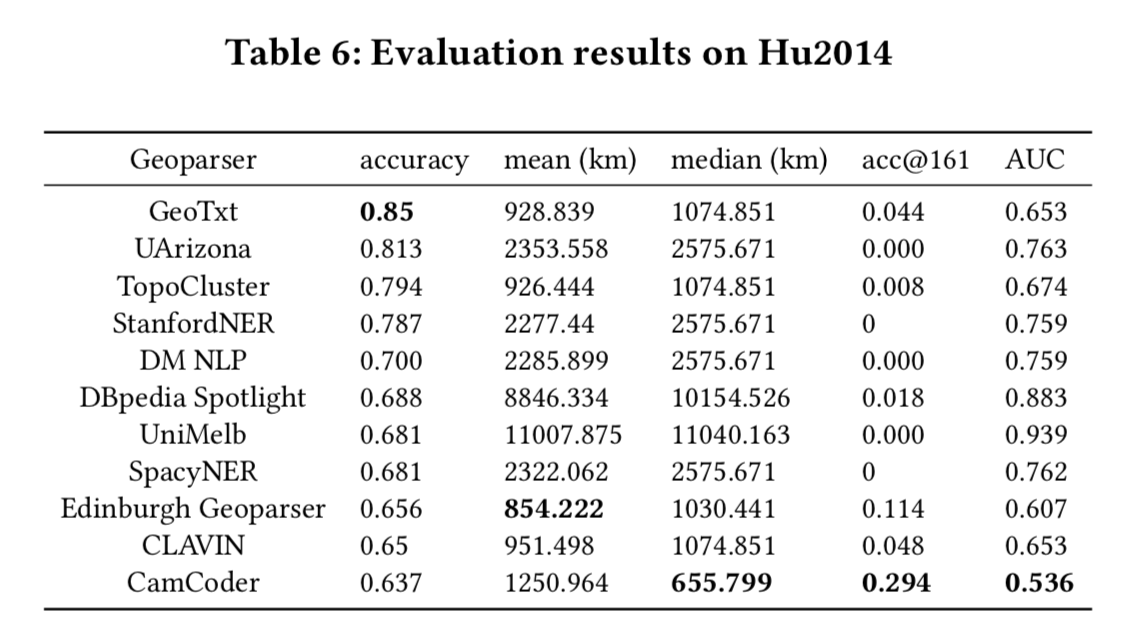 Table 6: Evaluation results on Hu2014
Geoparser accuracy mean (km) median (km) acc@161 AUC
GeoTxt 0.85 928.839 1074.851 0.044 0.653
UArizona 0.813 2353.558 2575.671 0.000 0.763
TopoCluster 0.794 926.444 1074.851 0.008 0.674
StanfordNER 0.787 2277.44 2575.671 0 0.759
DM NLP 0.700 2285.899 2575.671 0.000 0.759
DBpedia Spotlight 0.688 8846.334 10154.526 0.018 0.883
UniMelb 0.681 11007.875 11040.163 0.000 0.939
SpacyNER 0.681 2322.062 2575.671 0 0.762
Edinburgh Geoparser 0.656 854.222 1030.441 0.114 0.607
CLAVIN 0.65 951.498 1074.851 0.048 0.653
CamCoder 0.637 1250.964 655.799 0.294 0.536